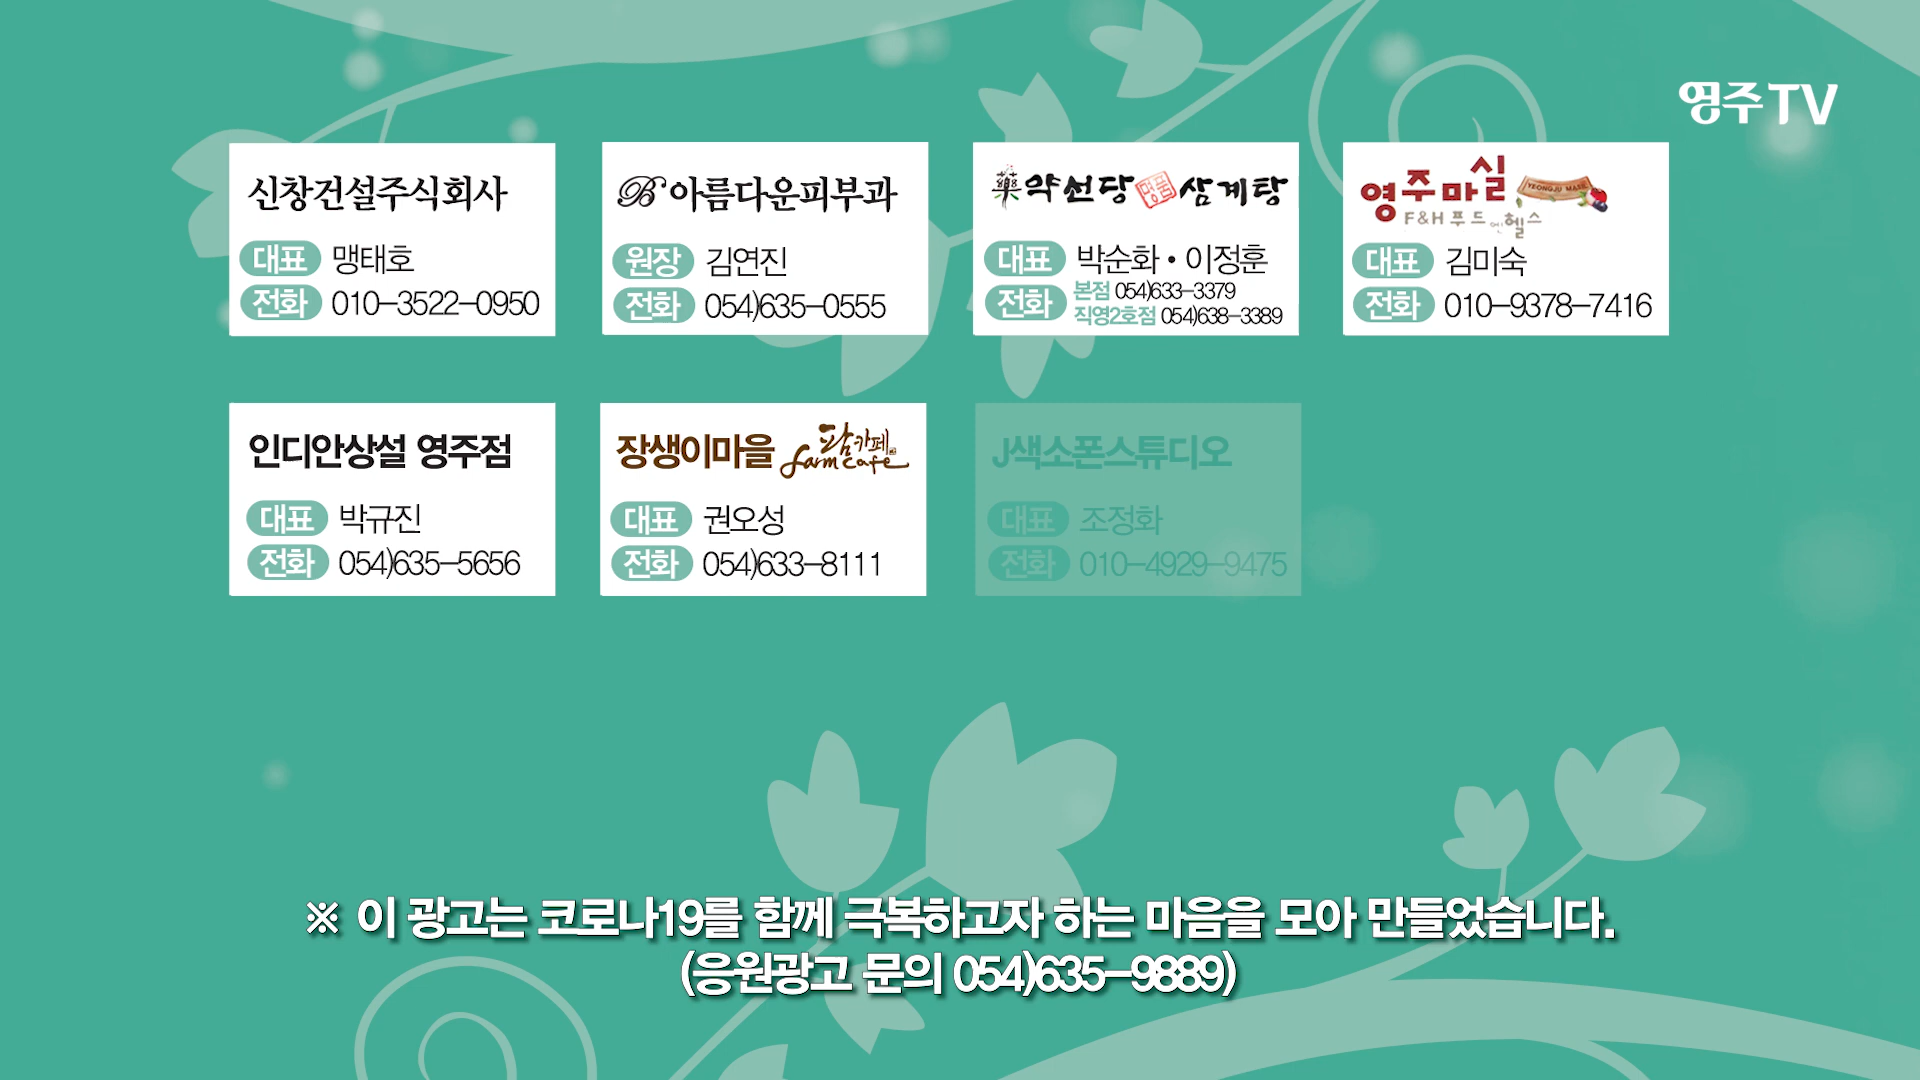 영주TV
신창건설주식회사
대표 맹태호
전화 010-3522-0950
B 아름다운피부과
원장 김연진
전화 054)635-0555
藥약선당 명품 삼계탕
대표 박순화·이정훈
전화 본점 054)633-3379
직영2호점 054)638-3389
영주마실 YEONGJU MASIL
F&H 푸드앤헬스
대표 김미숙
전화 010-9378-7416
인디안상설 영주점
대표 박규진
전화 054)635-5656
장생이마을 팜카페 farm cafe
대표 권오성
전화 054)633-8111
J색소폰스튜디오
대표 조정화
전화 010-4929-9475
※ 이 광고는 코로나19를 함께 극복하고자 하는 마음을 모아 만들었습니다.
(응원광고 문의 054)635-9889)